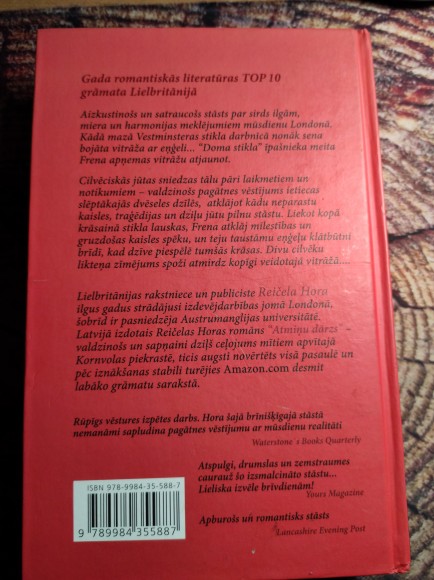 Gada romantiskās literatūras TOP 10
grāmata Lielbritānijā
Aizkustinošs un satraucošs stāsts par sirds ilgām,
miera un harmonijas meklējumiem mūsdienu Londonā.
Kādā mazā Vestminsteras stikla darbnīcā nonāk sena
bojāta vitrāža ar eņģeli... "Doma stikla" īpašnieka meita
Frena apņemas vitrāžu atjaunot.
Cilvēciskās jūtas sniedzas tālu pāri laikmetiem un
notikumiem – valdzinošs pagātnes vēstījums ietiecas
slēptākajās dvēseles dzīlēs, atklājot kādu neparastu
kaisles, traģēdijas un dziļu jūtu pilnu stāstu. Liekot kopā
krāsainā stikla lauskas, Frena atklāj mīlestības un
gruzdošas kaisles spēku, un teju taustāmu eņģeļu klātbūtni
brīdī, kad dzīve piespēlē tumšās krāsas. Divu cilvēku
likteņa zīmējums spoži atmirdz kopīgi veidotajā vitrāžā....
Lielbritānijas rakstniece un publiciste Reičela Hora
ilgus gadus strādājusi izdevējdarbības jomā Londonā,
šobrīd ir pasniedzēja Austrumanglijas universitātē.
Latvijā izdotais Reičelas Horas romāns "Atmiņu dārzs" –
valdzinošs un sapņaini dziļš ceļojums mītiem apvītajā
Kornvolas piekrastē, ticis augsti novērtēts visā pasaulē un
pēc iznākšanas stabili turējies Amazon.com desmit
labāko grāmatu sarakstā.
Rūpīgs vēstures izpētes darbs. Hora šajā brīnišķīgajā stāstā
nemanāmi sapludina pagātnes vēstījumu ar mūsdienu realitāti
Waterstone`s Books Quarterly
Atspulgi, drumslas un zemstraumes
caurauž šo izsmalcināto stāstu...
Lieliska izvēle brīvdienām!
Yours Magazine
Apburošs un romantisks stāsts
Lancashire Evening Post
ISBN 978-9984-35-588-7
9 789984 355887